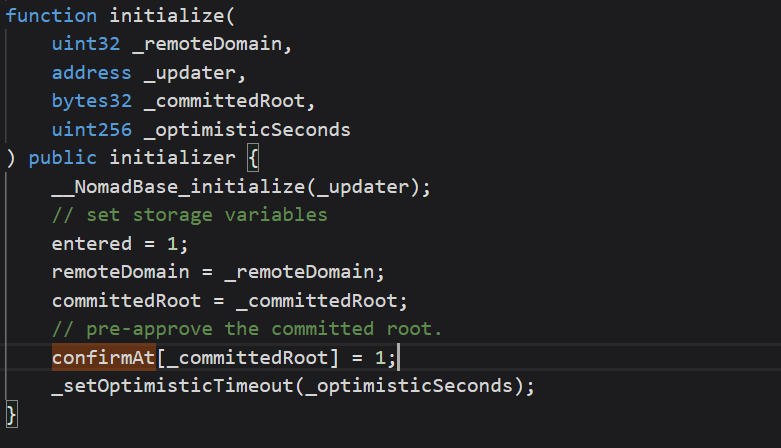 function initialize(
    uint32 _remoteDomain,
    address _updater,
    bytes32 _committedRoot,
    uint256 _optimisticSeconds
) public initializer {
    __NomadBase_initialize(_updater);
    // set storage variables
    entered = 1;
    remoteDomain = _remoteDomain;
    committedRoot = _committedRoot;
    // pre-approve the committed root.
    confirmAt[_committedRoot] = 1;
    _setOptimisticTimeout(_optimisticSeconds);
}